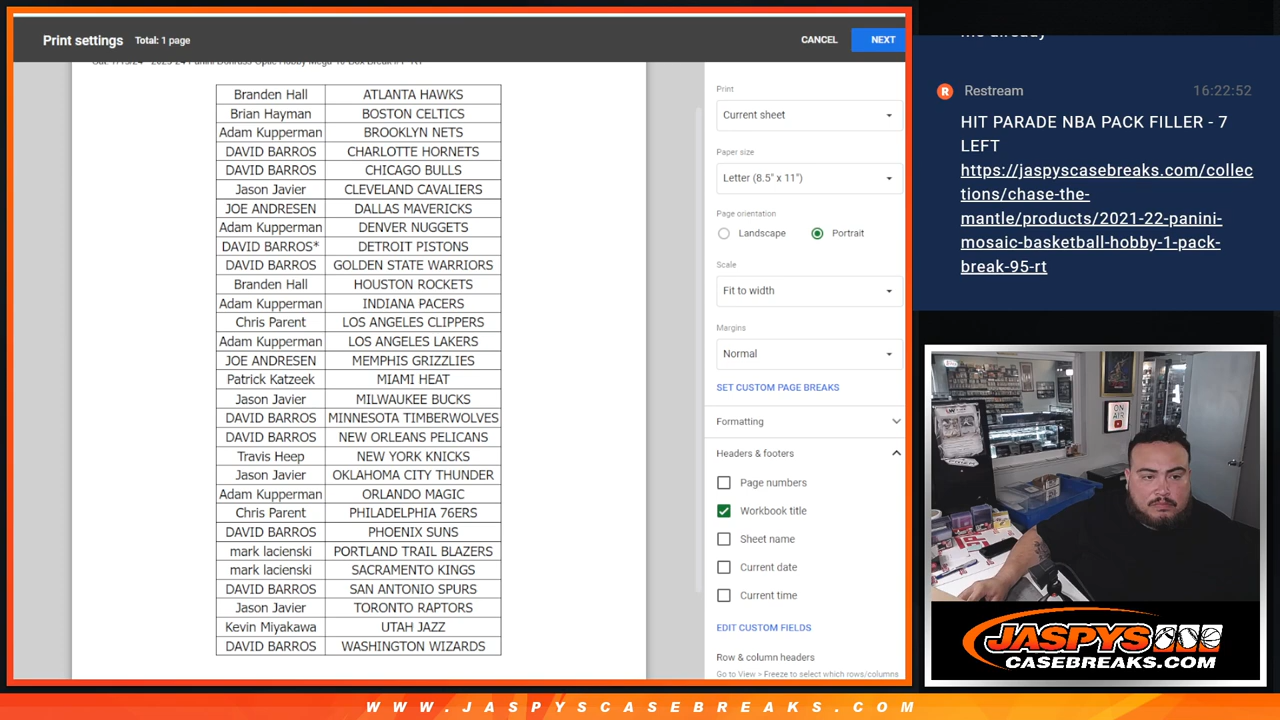 Print settings
Total: 1 page
CANCEL
NEXT
Branden Hall ATLANTA HAWKS
Brian Hayman BOSTON CELTICS
Adam Kupperman BROOKLYN NETS
DAVID BARROS CHARLOTTE HORNETS
DAVID BARROS CHICAGO BULLS
Jason Javier CLEVELAND CAVALIERS
JOE ANDRESEN DALLAS MAVERICKS
Adam Kupperman DENVER NUGGETS
DAVID BARROS* DETROIT PISTONS
DAVID BARROS GOLDEN STATE WARRIORS
Branden Hall HOUSTON ROCKETS
Adam Kupperman INDIANA PACERS
Chris Parent LOS ANGELES CLIPPERS
Adam Kupperman LOS ANGELES LAKERS
JOE ANDRESEN MEMPHIS GRIZZLIES
Patrick Katzeek MIAMI HEAT
Jason Javier MILWAUKEE BUCKS
DAVID BARROS MINNESOTA TIMBERWOLVES
DAVID BARROS NEW ORLEANS PELICANS
Travis Heep NEW YORK KNICKS
Jason Javier OKLAHOMA CITY THUNDER
Adam Kupperman ORLANDO MAGIC
Chris Parent PHILADELPHIA 76ERS
DAVID BARROS PHOENIX SUNS
mark lacienski PORTLAND TRAIL BLAZERS
mark lacienski SACRAMENTO KINGS
DAVID BARROS SAN ANTONIO SPURS
Jason Javier TORONTO RAPTORS
Kevin Miyakawa UTAH JAZZ
DAVID BARROS WASHINGTON WIZARDS
Print
Current sheet
Paper size
Letter (8.5" x 11")
Page orientation
Landscape
Portrait
Scale
Fit to width
Margins
Normal
SET CUSTOM PAGE BREAKS
Formatting
Headers & footers
Page numbers
Workbook title
Sheet name
Current date
Current time
EDIT CUSTOM FIELDS
Row & column headers
Go to View > Freeze to select which rows/columns
Restream 16:22:52
HIT PARADE NBA PACK FILLER - 7
LEFT
https://jaspyscasebreaks.com/collec
tions/chase-the-
mantle/products/2021-22-panini-
mosaic-basketball-hobby-1-pack-
break-95-rt
ON
AIR
JASPYS
CASEBREAKS.COM
WWW.JASPYSCASEBREAKS.COM